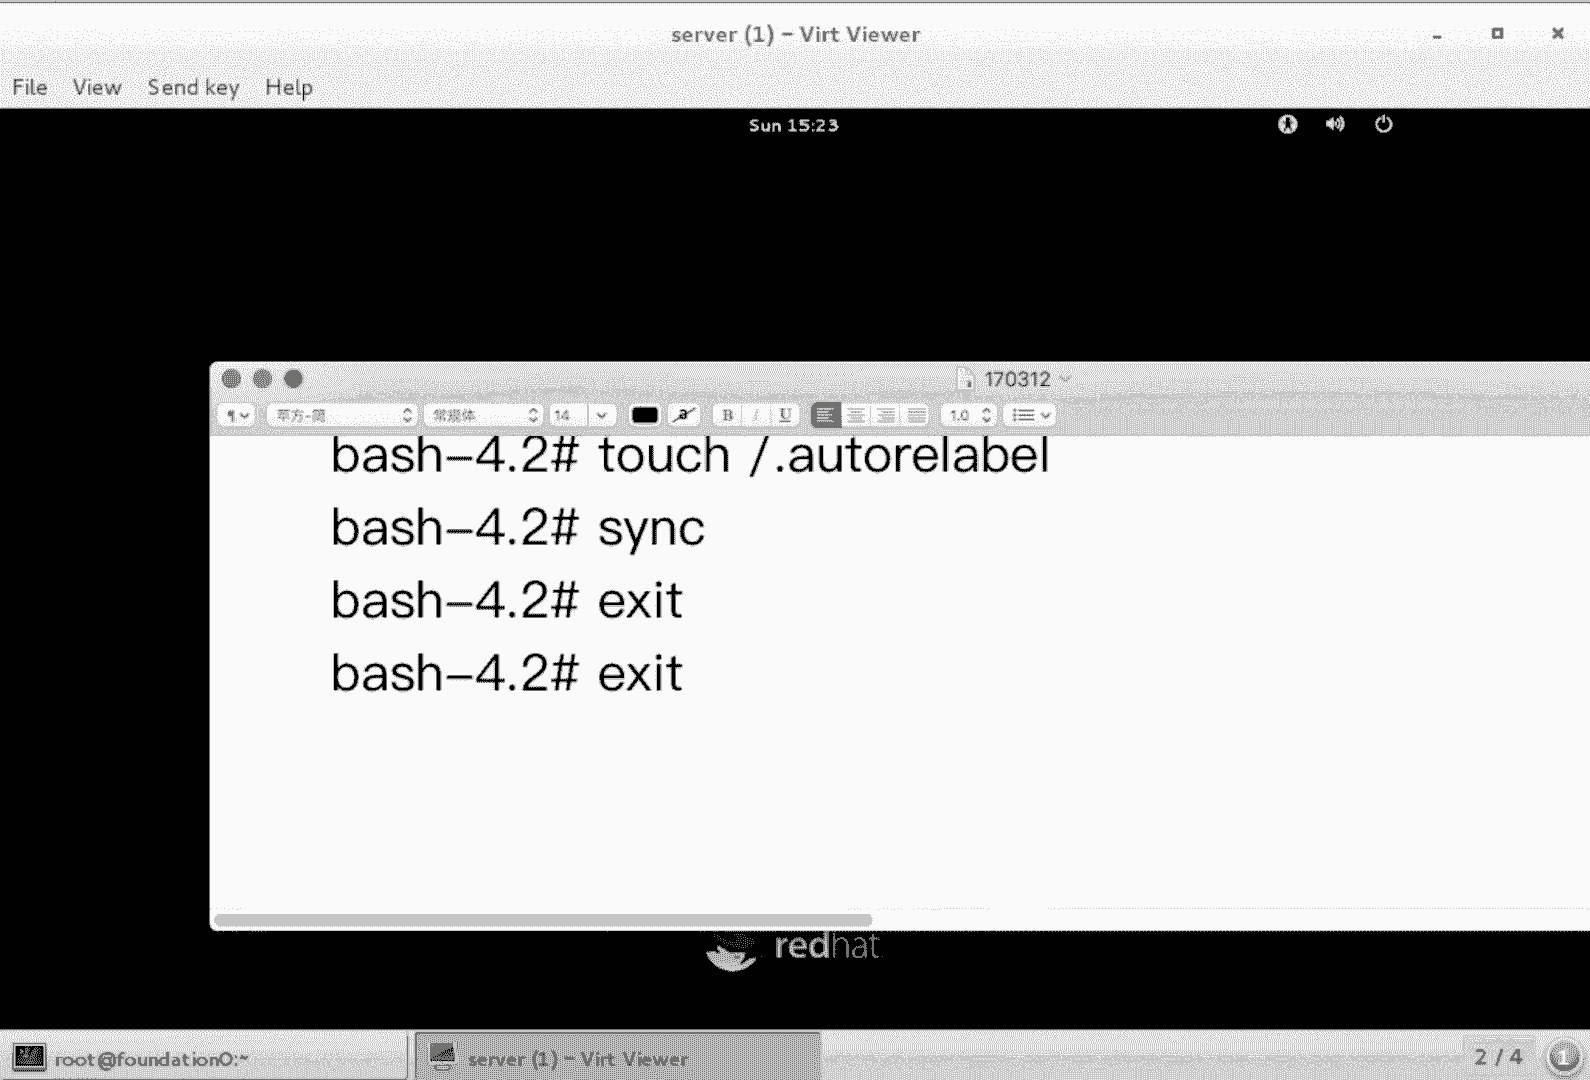 server (1) – Virt Viewer
File View Send key Help
Sun 15:23
170312
苹方-简 常规体 14 a B I U 1.0
bash–4.2# touch /.autorelabel
bash–4.2# sync
bash–4.2# exit
bash–4.2# exit
redhat
root@foundation0:~ server (1) – Virt Viewer 2 / 4 1